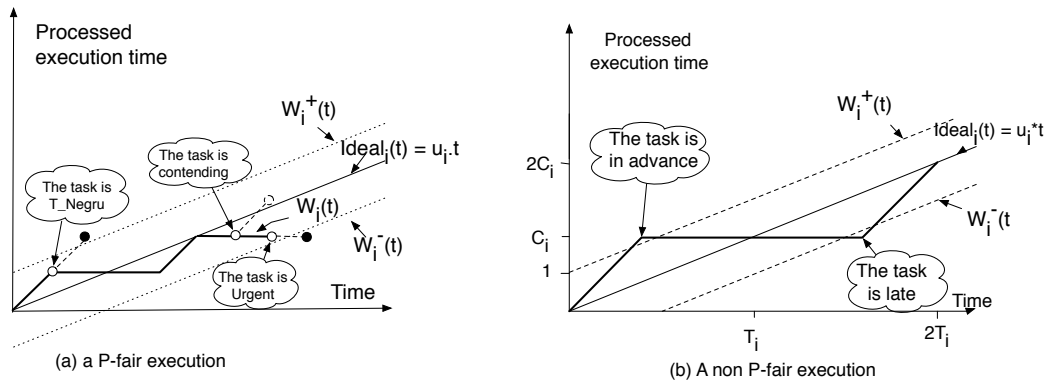 Processed
execution time
W_i^+(t)
Ideal_i(t) = u_i.t
The task is
contending
The task is
T_Negru
W_i(t)
W_i^-(t)
The task is
Urgent
Time
(a) a P-fair execution
Processed
execution time
W_i^+(t)
Ideal_i(t) = u_i*t
The task is
in advance
2C_i
W_i^-(t
C_i
1
The task
is late
Time
T_i
2T_i
(b) A non P-fair execution